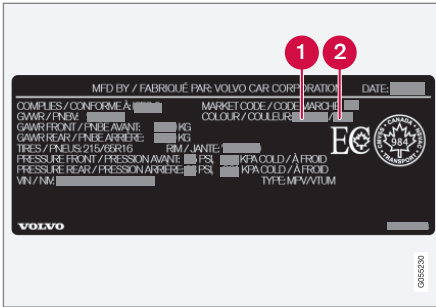 1 2
MFD BY / FABRIQUÉ PAR: VOLVO CAR CORPORATION DATE:
COMPLIES / CONFORME À: MARKET CODE / CODE MARCHÉ:
GVWR / PNBV: COLOUR / COULEUR: /
GAWR FRONT / PNBE AVANT: KG
GAWR REAR / PNBE ARRIÈRE: KG
TIRES / PNEUS: 215/65R16 RIM / JANTE:
PRESSURE FRONT / PRESSION AVANT: PSI, KPA COLD / À FROID
PRESSURE REAR / PRESSION ARRIÈRE: PSI, KPA COLD / À FROID
VIN / NIV: TYPE: MPV/VTUM
EC
CANADA
984
TRANSPORT
VOLVO
G055230